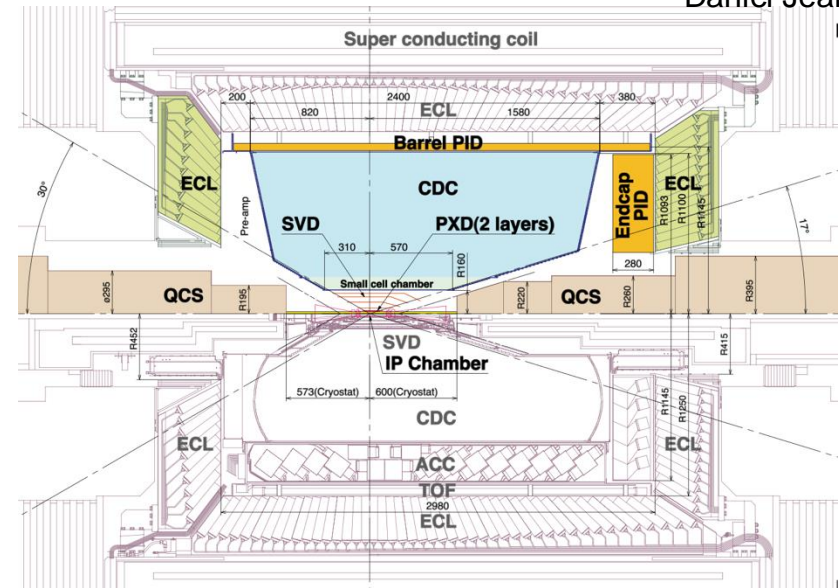 Super conducting coil
200
2400
380
ECL
820
1580
Barrel PID
ECL
CDC
Endcap PID
ECL
30°
Pre-amp
R1093
R1100
R1145
17°
SVD
PXD(2 layers)
310
570
R160
280
Small cell chamber
ø295
QCS
R195
R220
QCS
R260
R395
R452
SVD
IP Chamber
R415
573(Cryostat)
600(Cryostat)
R1145
R1250
CDC
ECL
ECL
ACC
TOF
2980
ECL